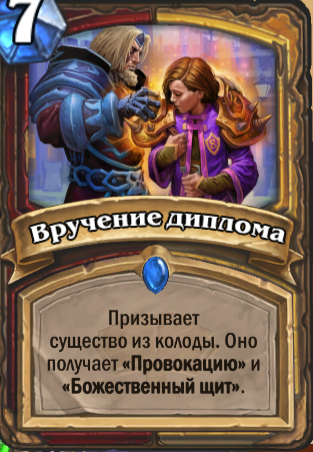 7
Вручение диплома
Призывает
существо из колоды. Оно
получает «Провокацию» и
«Божественный щит».